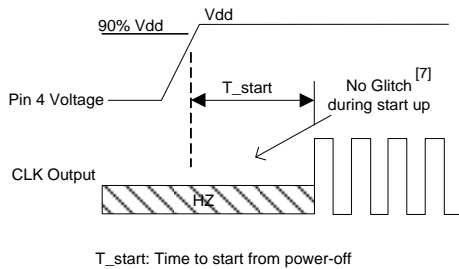 90% Vdd
Vdd
T_start
No Glitch [7]
during start up
Pin 4 Voltage
CLK Output
HZ
T_start: Time to start from power-off